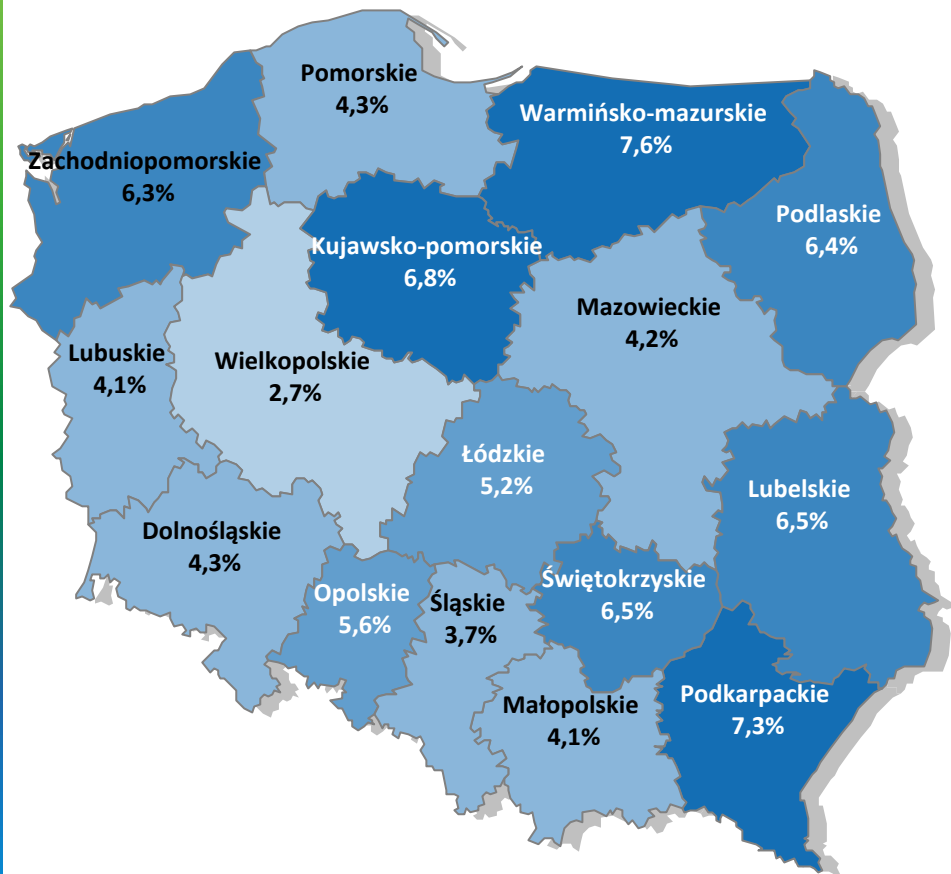 Pomorskie
4,3%
Warmińsko-mazurskie
7,6%
Zachodniopomorskie
6,3%
Podlaskie
6,4%
Kujawsko-pomorskie
6,8%
Mazowieckie
4,2%
Lubuskie
4,1%
Wielkopolskie
2,7%
Łódzkie
5,2%
Lubelskie
6,5%
Dolnośląskie
4,3%
Opolskie
5,6%
Śląskie
3,7%
Świętokrzyskie
6,5%
Małopolskie
4,1%
Podkarpackie
7,3%